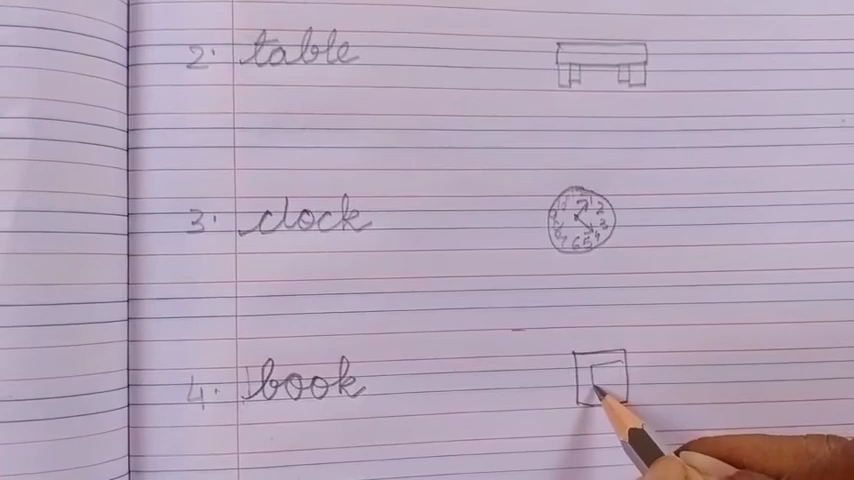 2. table
3. clock
4. book